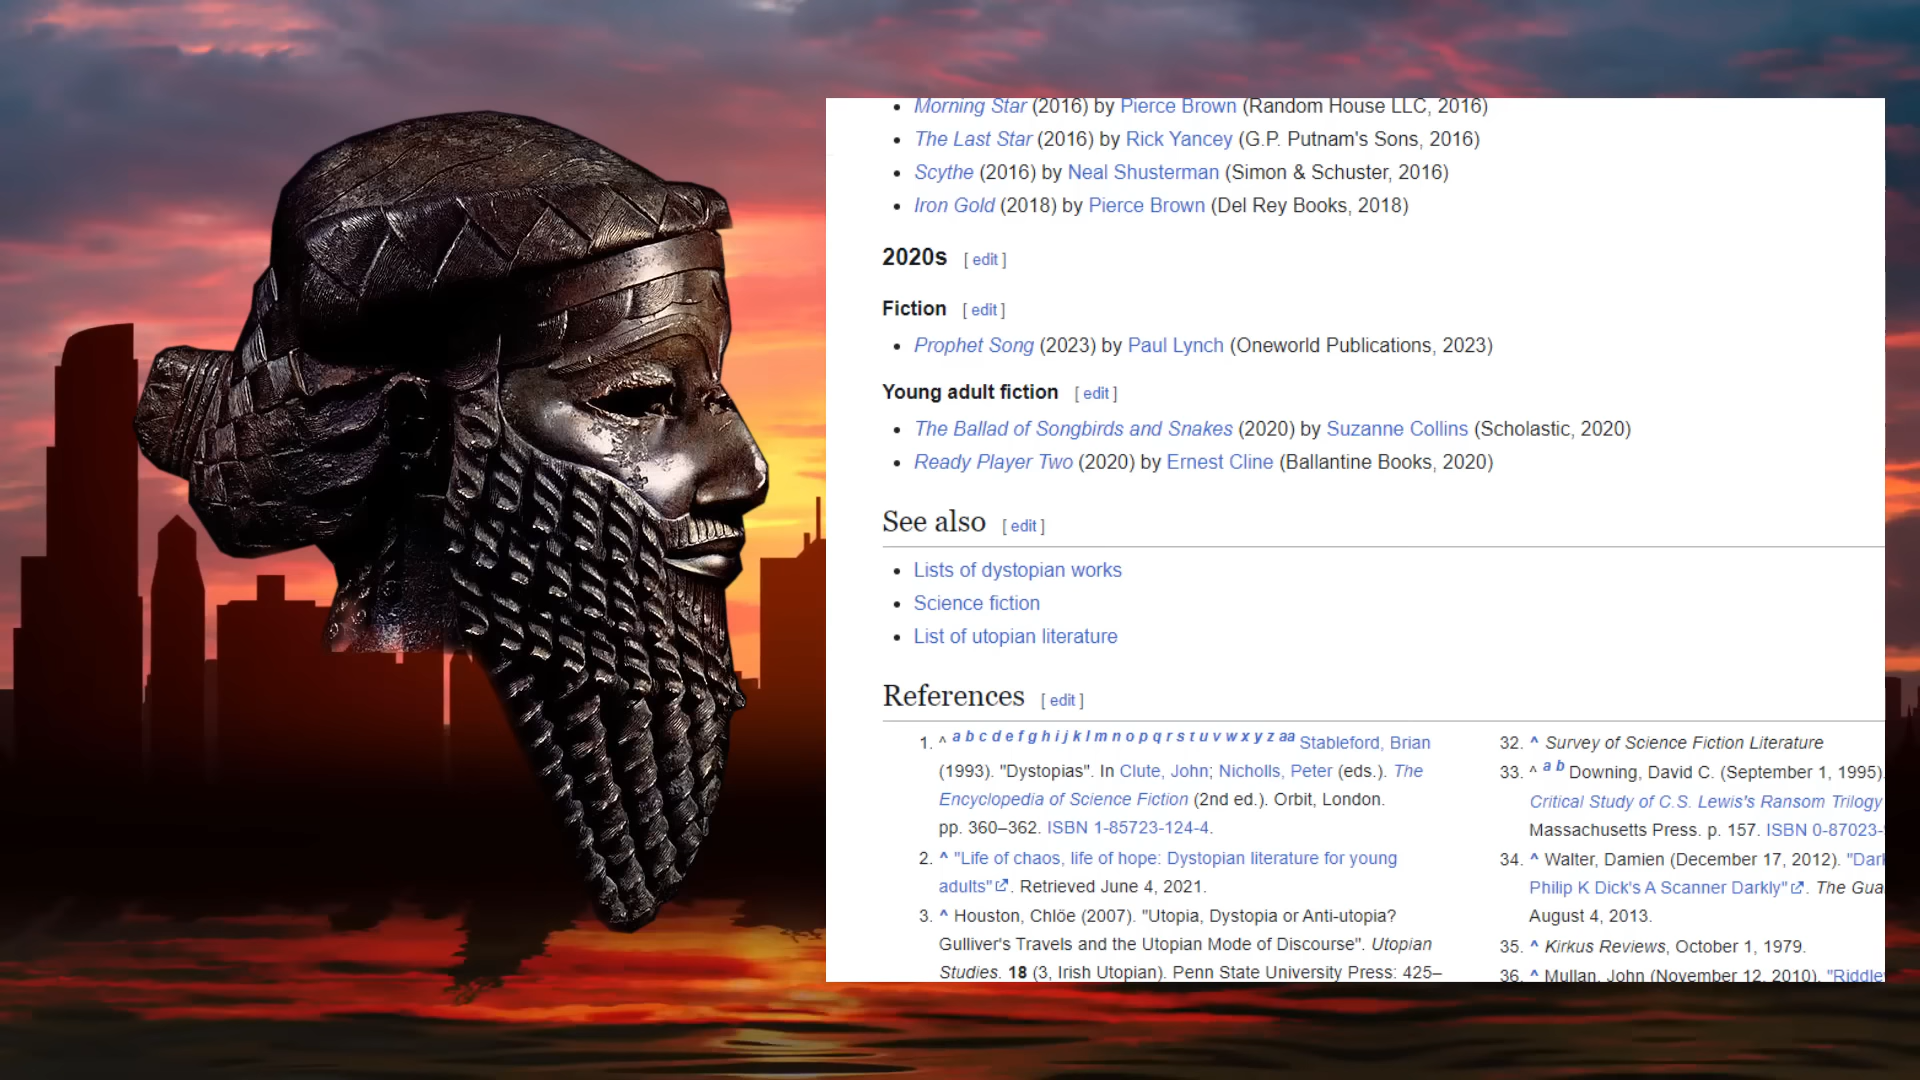 Morning Star (2016) by Pierce Brown (Random House LLC, 2016)
The Last Star (2016) by Rick Yancey (G.P. Putnam's Sons, 2016)
Scythe (2016) by Neal Shusterman (Simon & Schuster, 2016)
Iron Gold (2018) by Pierce Brown (Del Rey Books, 2018)
2020s [ edit ]
Fiction [ edit ]
Prophet Song (2023) by Paul Lynch (Oneworld Publications, 2023)
Young adult fiction [ edit ]
The Ballad of Songbirds and Snakes (2020) by Suzanne Collins (Scholastic, 2020)
Ready Player Two (2020) by Ernest Cline (Ballantine Books, 2020)
See also [ edit ]
Lists of dystopian works
Science fiction
List of utopian literature
References [ edit ]
1. ^ a b c d e f g h i j k l m n o p q r s t u v w x y z aa Stableford, Brian
(1993). "Dystopias". In Clute, John; Nicholls, Peter (eds.). The
Encyclopedia of Science Fiction (2nd ed.). Orbit, London.
pp. 360–362. ISBN 1-85723-124-4.
2. ^ "Life of chaos, life of hope: Dystopian literature for young
adults". Retrieved June 4, 2021.
3. ^ Houston, Chlöe (2007). "Utopia, Dystopia or Anti-utopia?
Gulliver's Travels and the Utopian Mode of Discourse". Utopian
Studies. 18 (3, Irish Utopian). Penn State University Press: 425–
32. ^ Survey of Science Fiction Literature
33. ^ a b Downing, David C. (September 1, 1995).
Critical Study of C.S. Lewis's Ransom Trilogy
Massachusetts Press. p. 157. ISBN 0-87023-
34. ^ Walter, Damien (December 17, 2012). "Dark
Philip K Dick's A Scanner Darkly". The Gua
August 4, 2013.
35. ^ Kirkus Reviews, October 1, 1979.
36. ^ Mullan, John (November 12, 2010). "Riddle